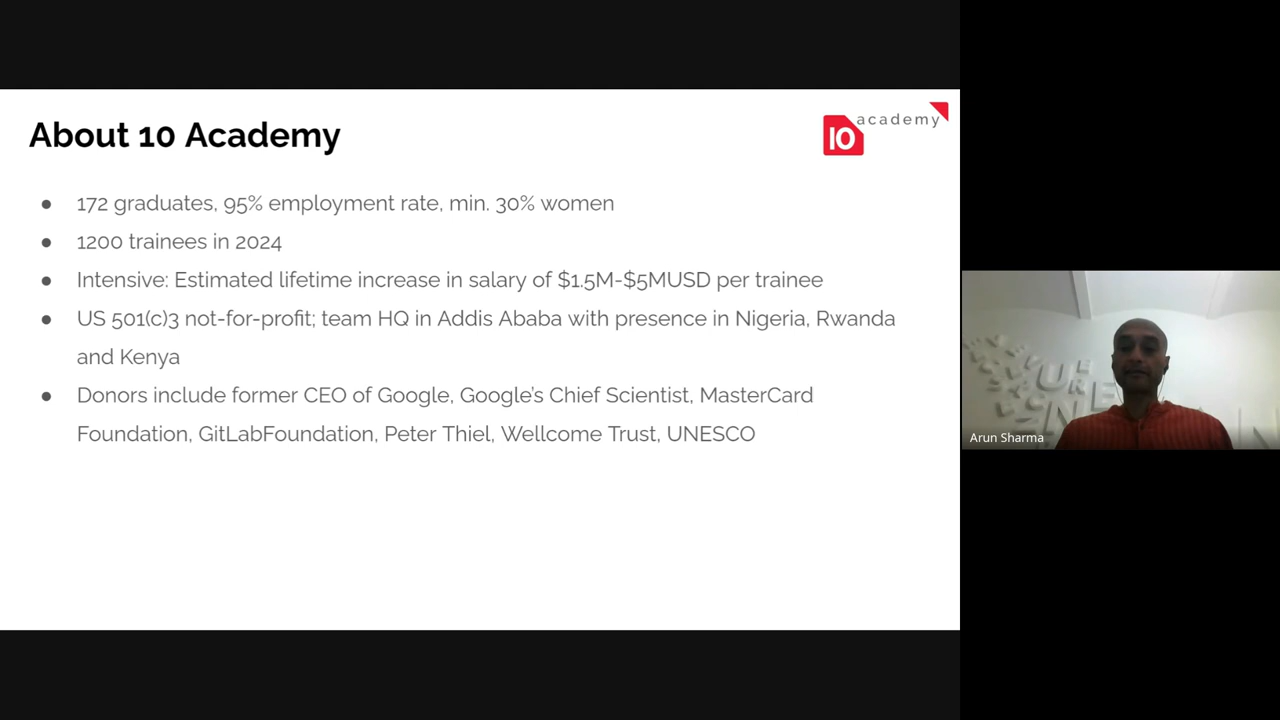 About 10 Academy
10 academy
● 172 graduates, 95% employment rate, min. 30% women
● 1200 trainees in 2024
● Intensive: Estimated lifetime increase in salary of $1.5M-$5MUSD per trainee
● US 501(c)3 not-for-profit; team HQ in Addis Ababa with presence in Nigeria, Rwanda
and Kenya
● Donors include former CEO of Google, Google's Chief Scientist, MasterCard
Foundation, GitLabFoundation, Peter Thiel, Wellcome Trust, UNESCO
Arun Sharma